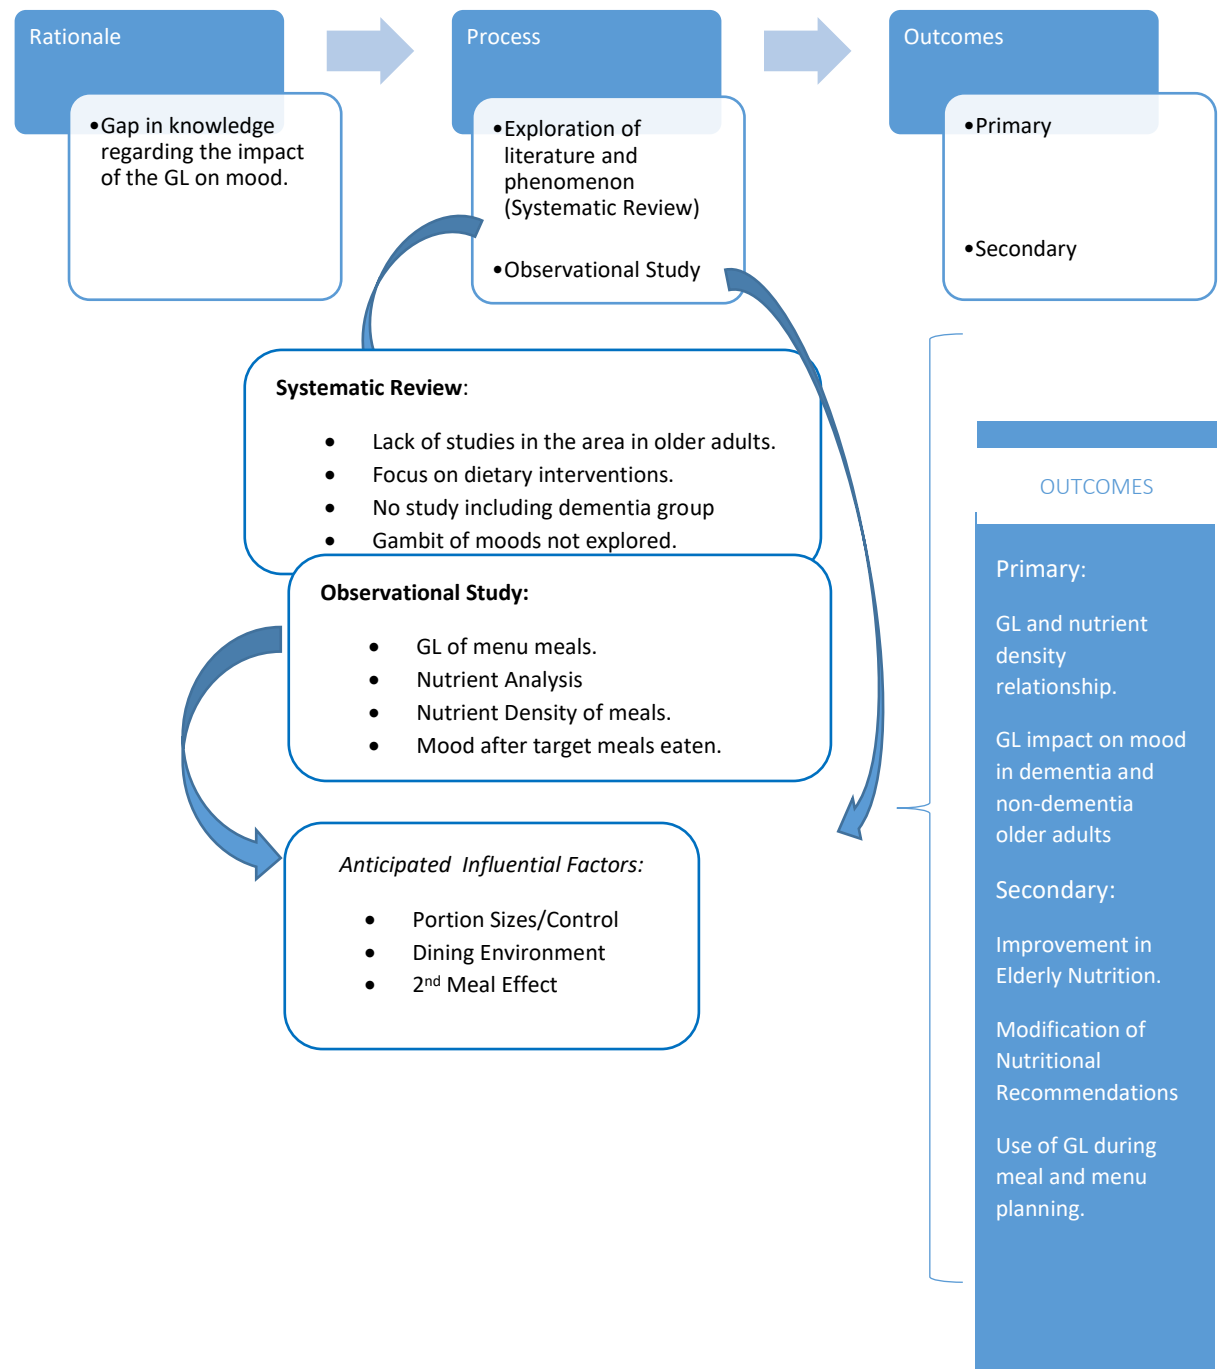 Rationale
•Gap in knowledge
regarding the impact
of the GL on mood.
Process
•Exploration of
literature and
phenomenon
(Systematic Review)
•Observational Study
Outcomes
•Primary
•Secondary
Systematic Review:
• Lack of studies in the area in older adults.
• Focus on dietary interventions.
• No study including dementia group
• Gambit of moods not explored.
Observational Study:
• GL of menu meals.
• Nutrient Analysis
• Nutrient Density of meals.
• Mood after target meals eaten.
Anticipated Influential Factors:
• Portion Sizes/Control
• Dining Environment
• 2nd Meal Effect
OUTCOMES
Primary:
GL and nutrient
density
relationship.
GL impact on mood
in dementia and
non-dementia
older adults
Secondary:
Improvement in
Elderly Nutrition.
Modification of
Nutritional
Recommendations
Use of GL during
meal and menu
planning.